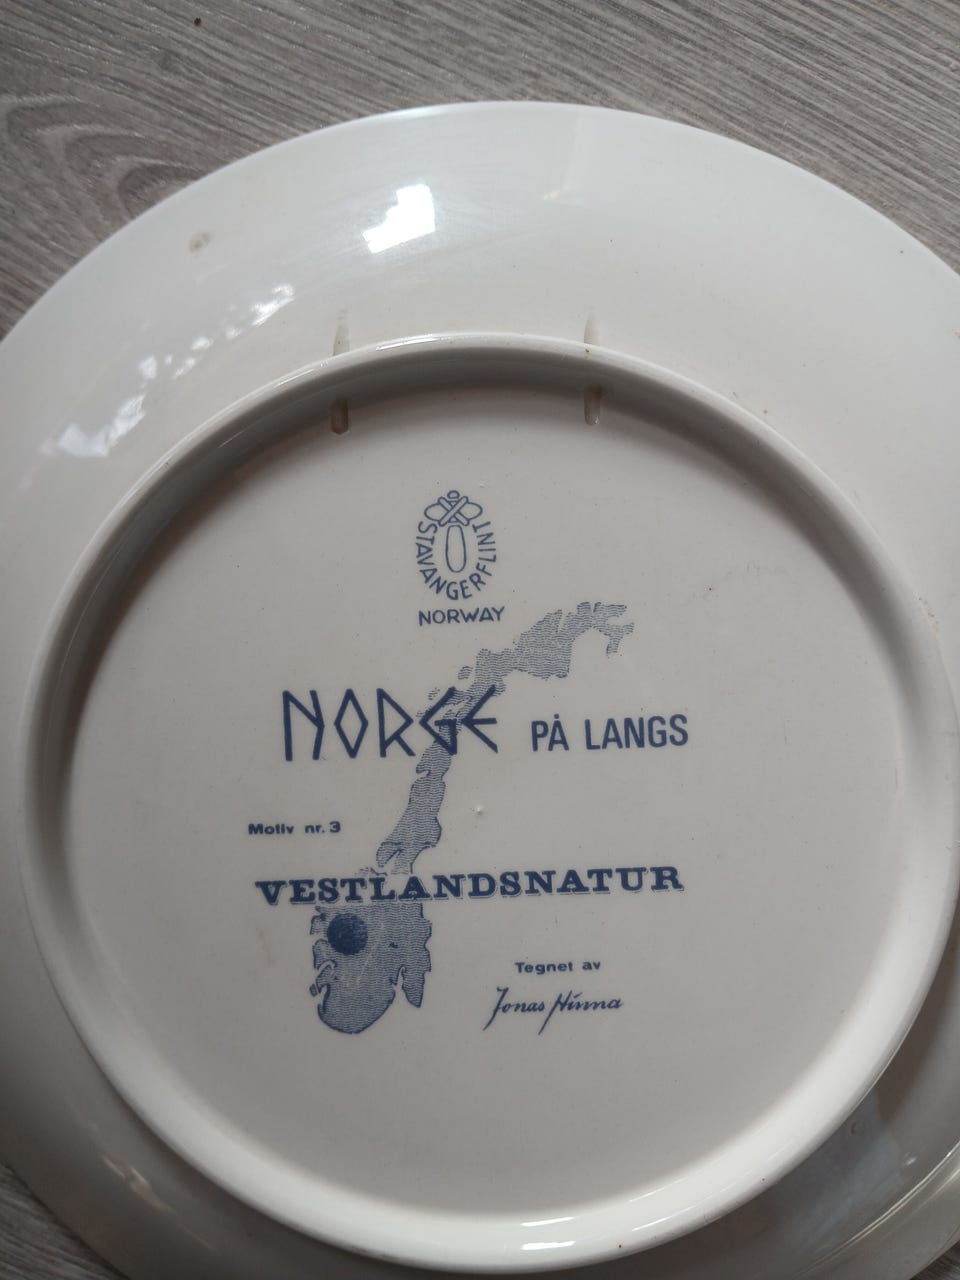 STAVANGERFLINT
NORWAY
NORGE PÅ LANGS
Motiv nr. 3
VESTLANDSNATUR
Tegnet av
Jonas Hinna